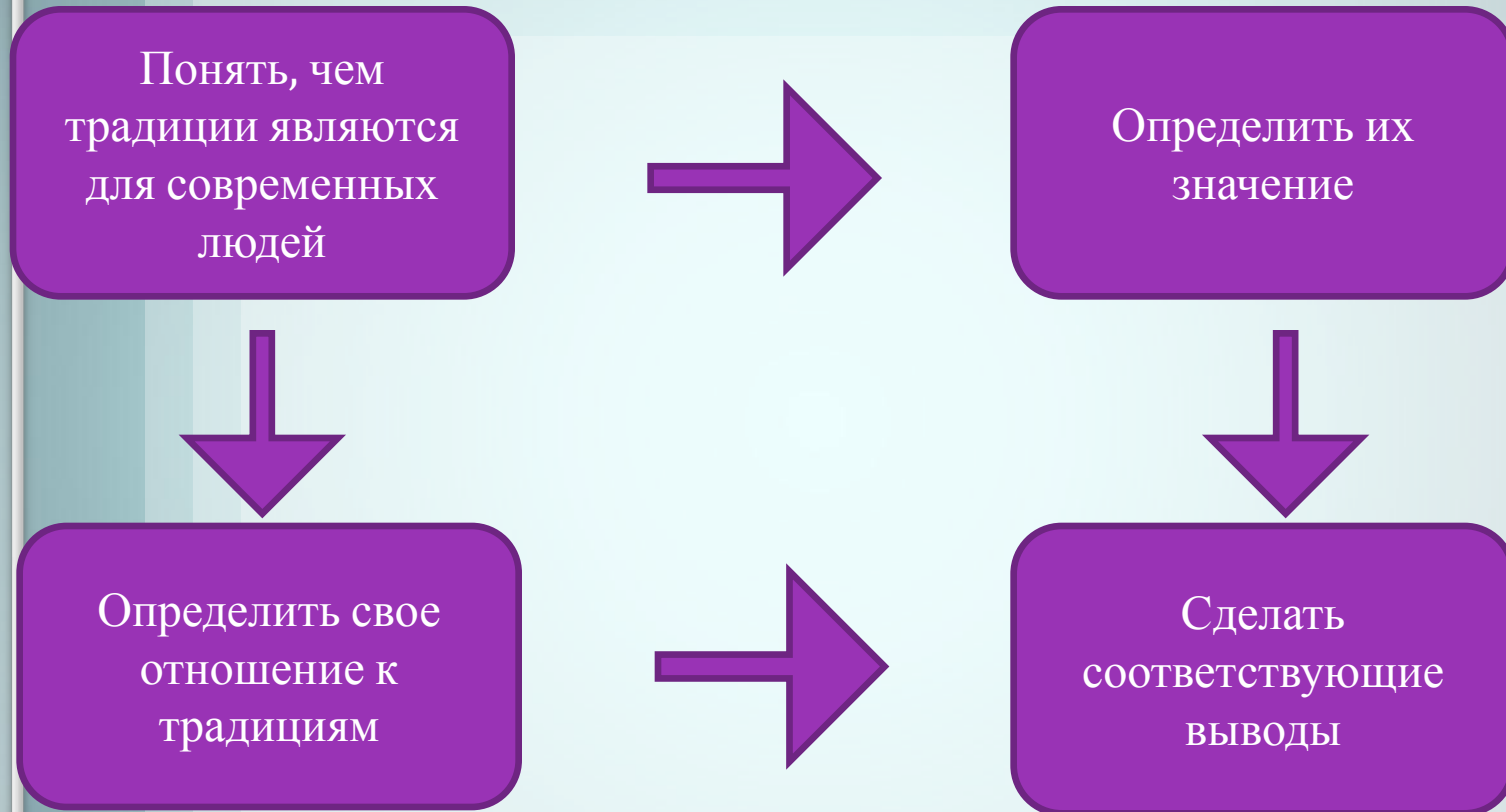 Понять, чем
традиции являются
для современных
людей
Определить их
значение
Определить свое
отношение к
традициям
Сделать
соответствующие
выводы